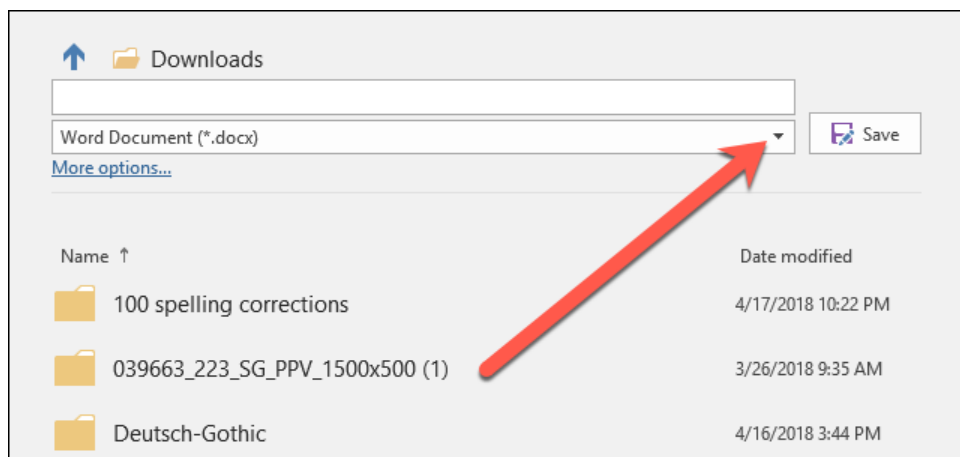 Downloads
Word Document (*.docx)
Save
More options...
Name ↑ Date modified
100 spelling corrections 4/17/2018 10:22 PM
039663_223_SG_PPV_1500x500 (1) 3/26/2018 9:35 AM
Deutsch-Gothic 4/16/2018 3:44 PM